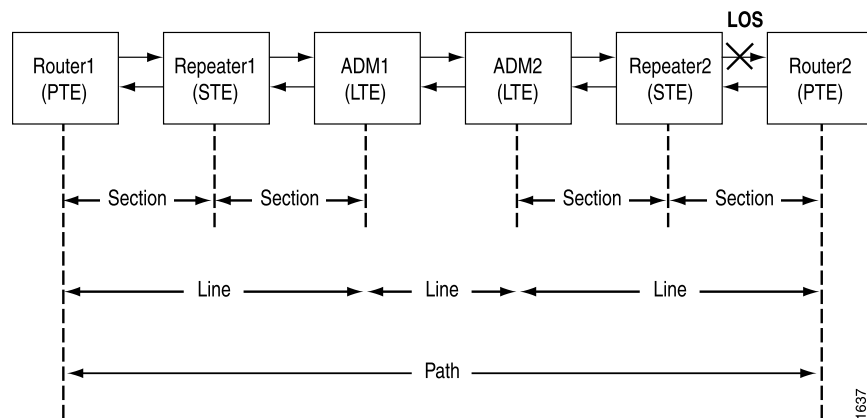 LOS
Router1
(PTE)
Repeater1
(STE)
ADM1
(LTE)
ADM2
(LTE)
Repeater2
(STE)
Router2
(PTE)
Section
Section
Section
Section
Line
Line
Line
Path
1637